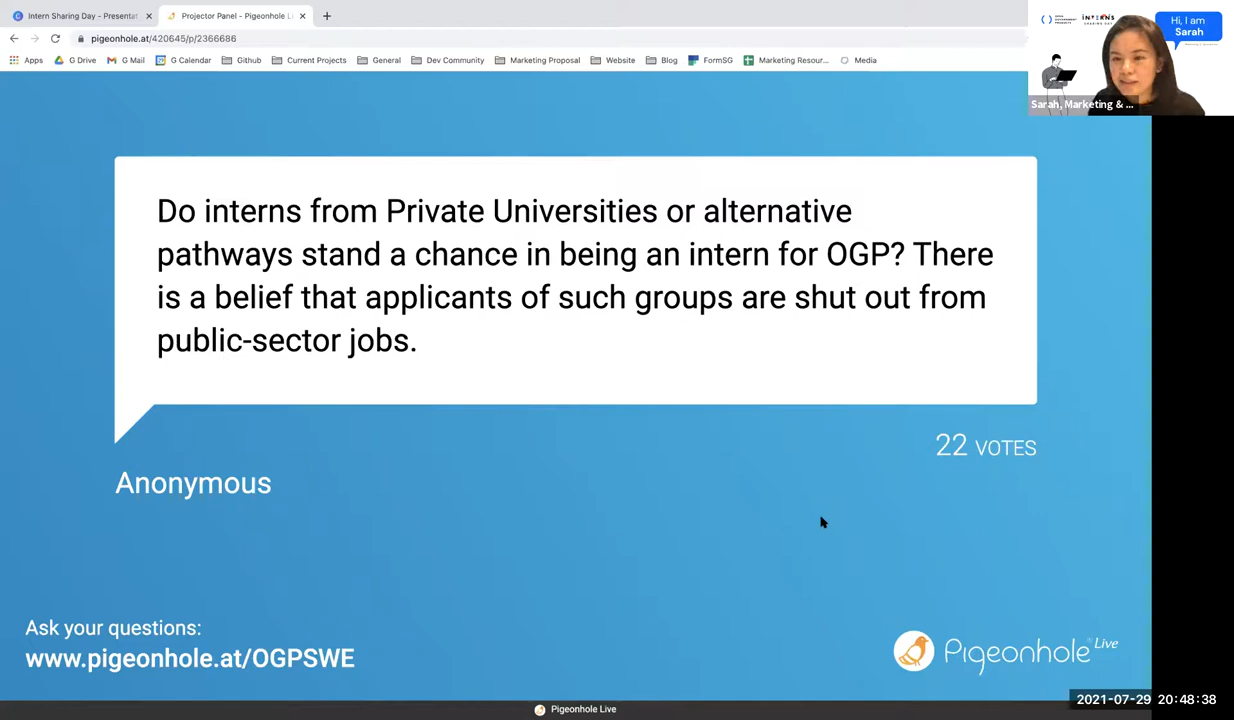 Intern Sharing Day - Presentat
Projector Panel - Pigeonhole L
pigeonhole.at/420645/p/2366686
Apps G Drive G Mail G Calendar Github Current Projects General Dev Community Marketing Proposal Website Blog FormSG Marketing Resour... Media
INTERNS
Hi, I am
Sarah
Sarah, Marketing & ...
Do interns from Private Universities or alternative
pathways stand a chance in being an intern for OGP? There
is a belief that applicants of such groups are shut out from
public-sector jobs.
22 VOTES
Anonymous
Ask your questions:
www.pigeonhole.at/OGPSWE
Pigeonhole Live
2021-07-29 20:48:38
Pigeonhole Live